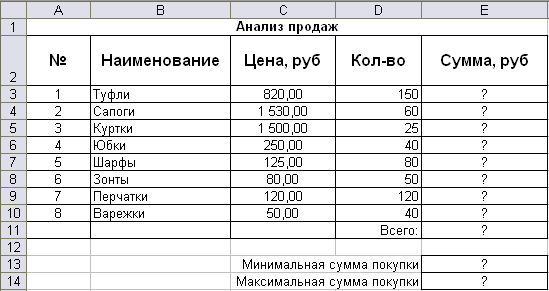 A B C D E
1 Анализ продаж
2 № Наименование Цена, руб Кол-во Сумма, руб
3 1 Туфли 820,00 150 ?
4 2 Сапоги 1 530,00 60 ?
5 3 Куртки 1 500,00 25 ?
6 4 Юбки 250,00 40 ?
7 5 Шарфы 125,00 80 ?
8 6 Зонты 80,00 50 ?
9 7 Перчатки 120,00 120 ?
10 8 Варежки 50,00 40 ?
11 Всего: ?
12
13 Минимальная сумма покупки ?
14 Максимальная сумма покупки ?